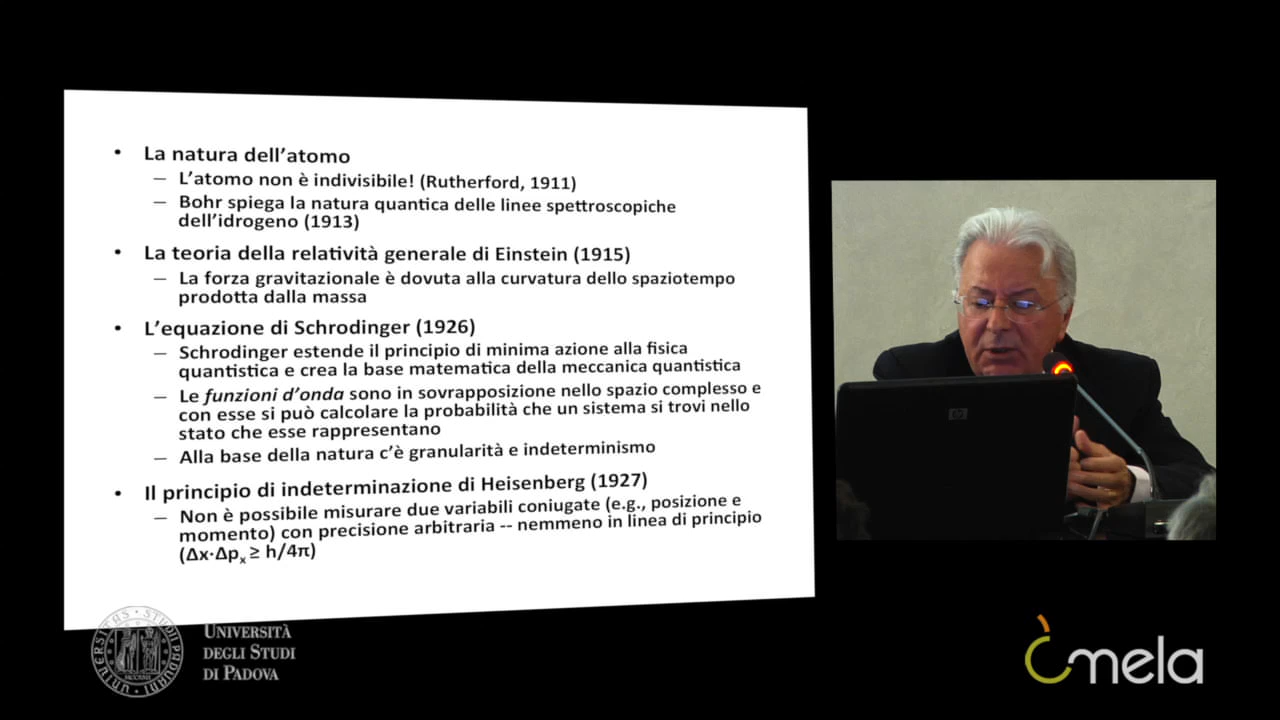 • La natura dell'atomo
– L'atomo non è indivisibile! (Rutherford, 1911)
– Bohr spiega la natura quantica delle linee spettroscopiche
dell'idrogeno (1913)
• La teoria della relatività generale di Einstein (1915)
– La forza gravitazionale è dovuta alla curvatura dello spaziotempo
prodotta dalla massa
• L'equazione di Schrodinger (1926)
– Schrodinger estende il principio di minima azione alla fisica
quantistica e crea la base matematica della meccanica quantistica
– Le funzioni d'onda sono in sovrapposizione nello spazio complesso e
con esse si può calcolare la probabilità che un sistema si trovi nello
stato che esse rappresentano
– Alla base della natura c'è granularità e indeterminismo
• Il principio di indeterminazione di Heisenberg (1927)
– Non è possibile misurare due variabili coniugate (e.g., posizione e
momento) con precisione arbitraria -- nemmeno in linea di principio
(Δx·Δpₓ ≥ h/4π)
hp
UNIVERSITÀ
DEGLI STUDI
DI PADOVA
mela